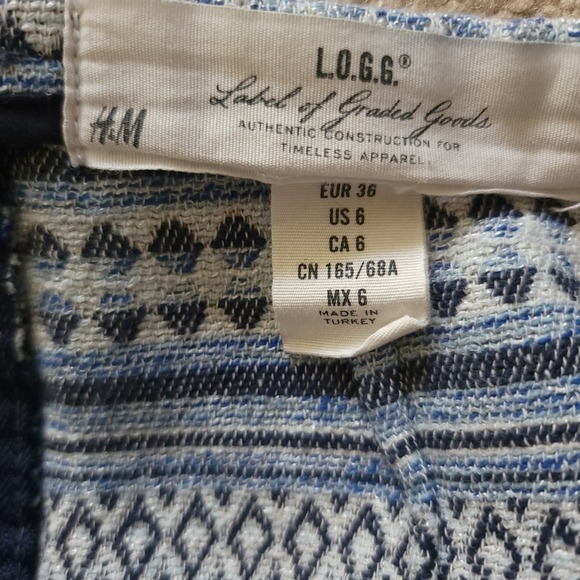 L.O.G.G.®
Label of Graded Goods
H&M
AUTHENTIC CONSTRUCTION FOR
TIMELESS APPAREL
EUR 36
US 6
CA 6
CN 165/68A
MX 6
MADE IN
TURKEY